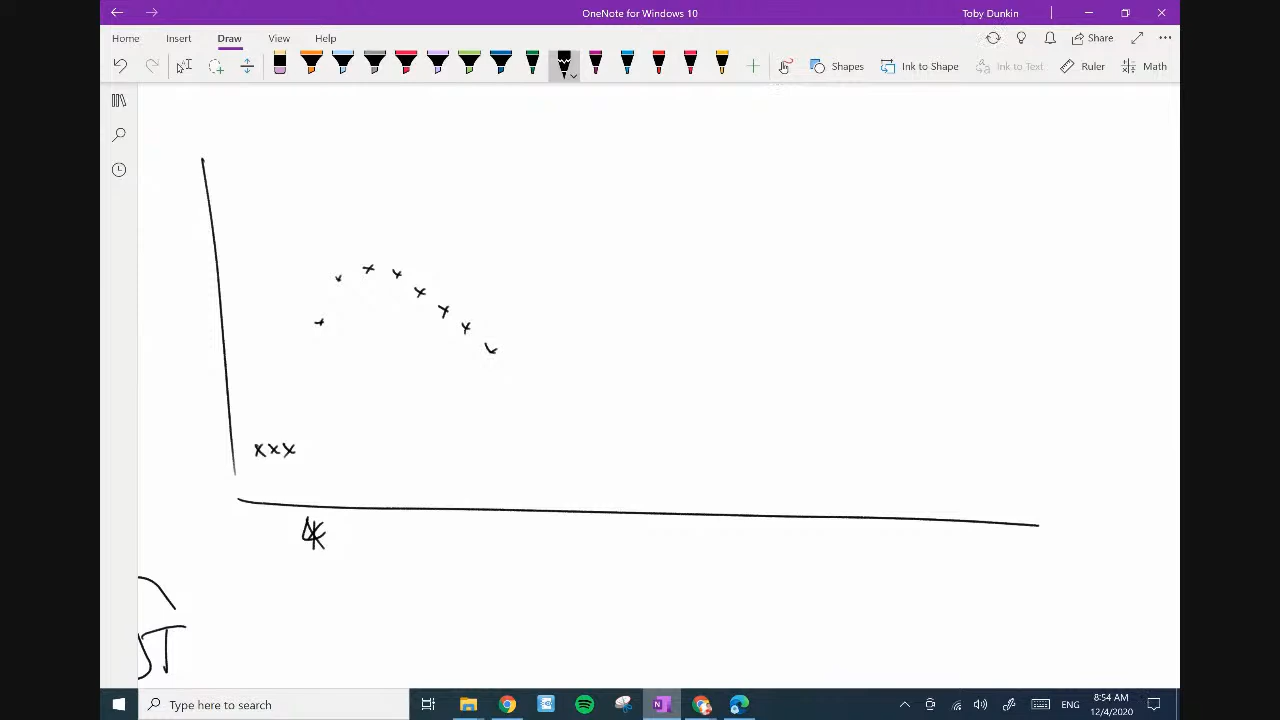 OneNote for Windows 10
Toby Dunkin
Home Insert Draw View Help
Share
Shapes Ink to Shape Ink to Text Ruler Math
xxx
4K
ST
Type here to search
ENG
8:54 AM
12/4/2020